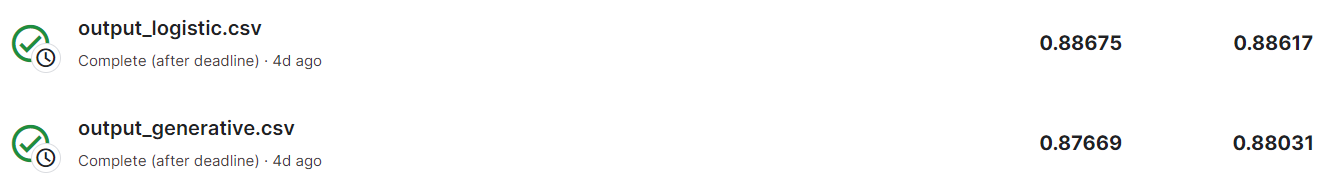 output_logistic.csv
Complete (after deadline) · 4d ago
0.88675 0.88617
output_generative.csv
Complete (after deadline) · 4d ago
0.87669 0.88031